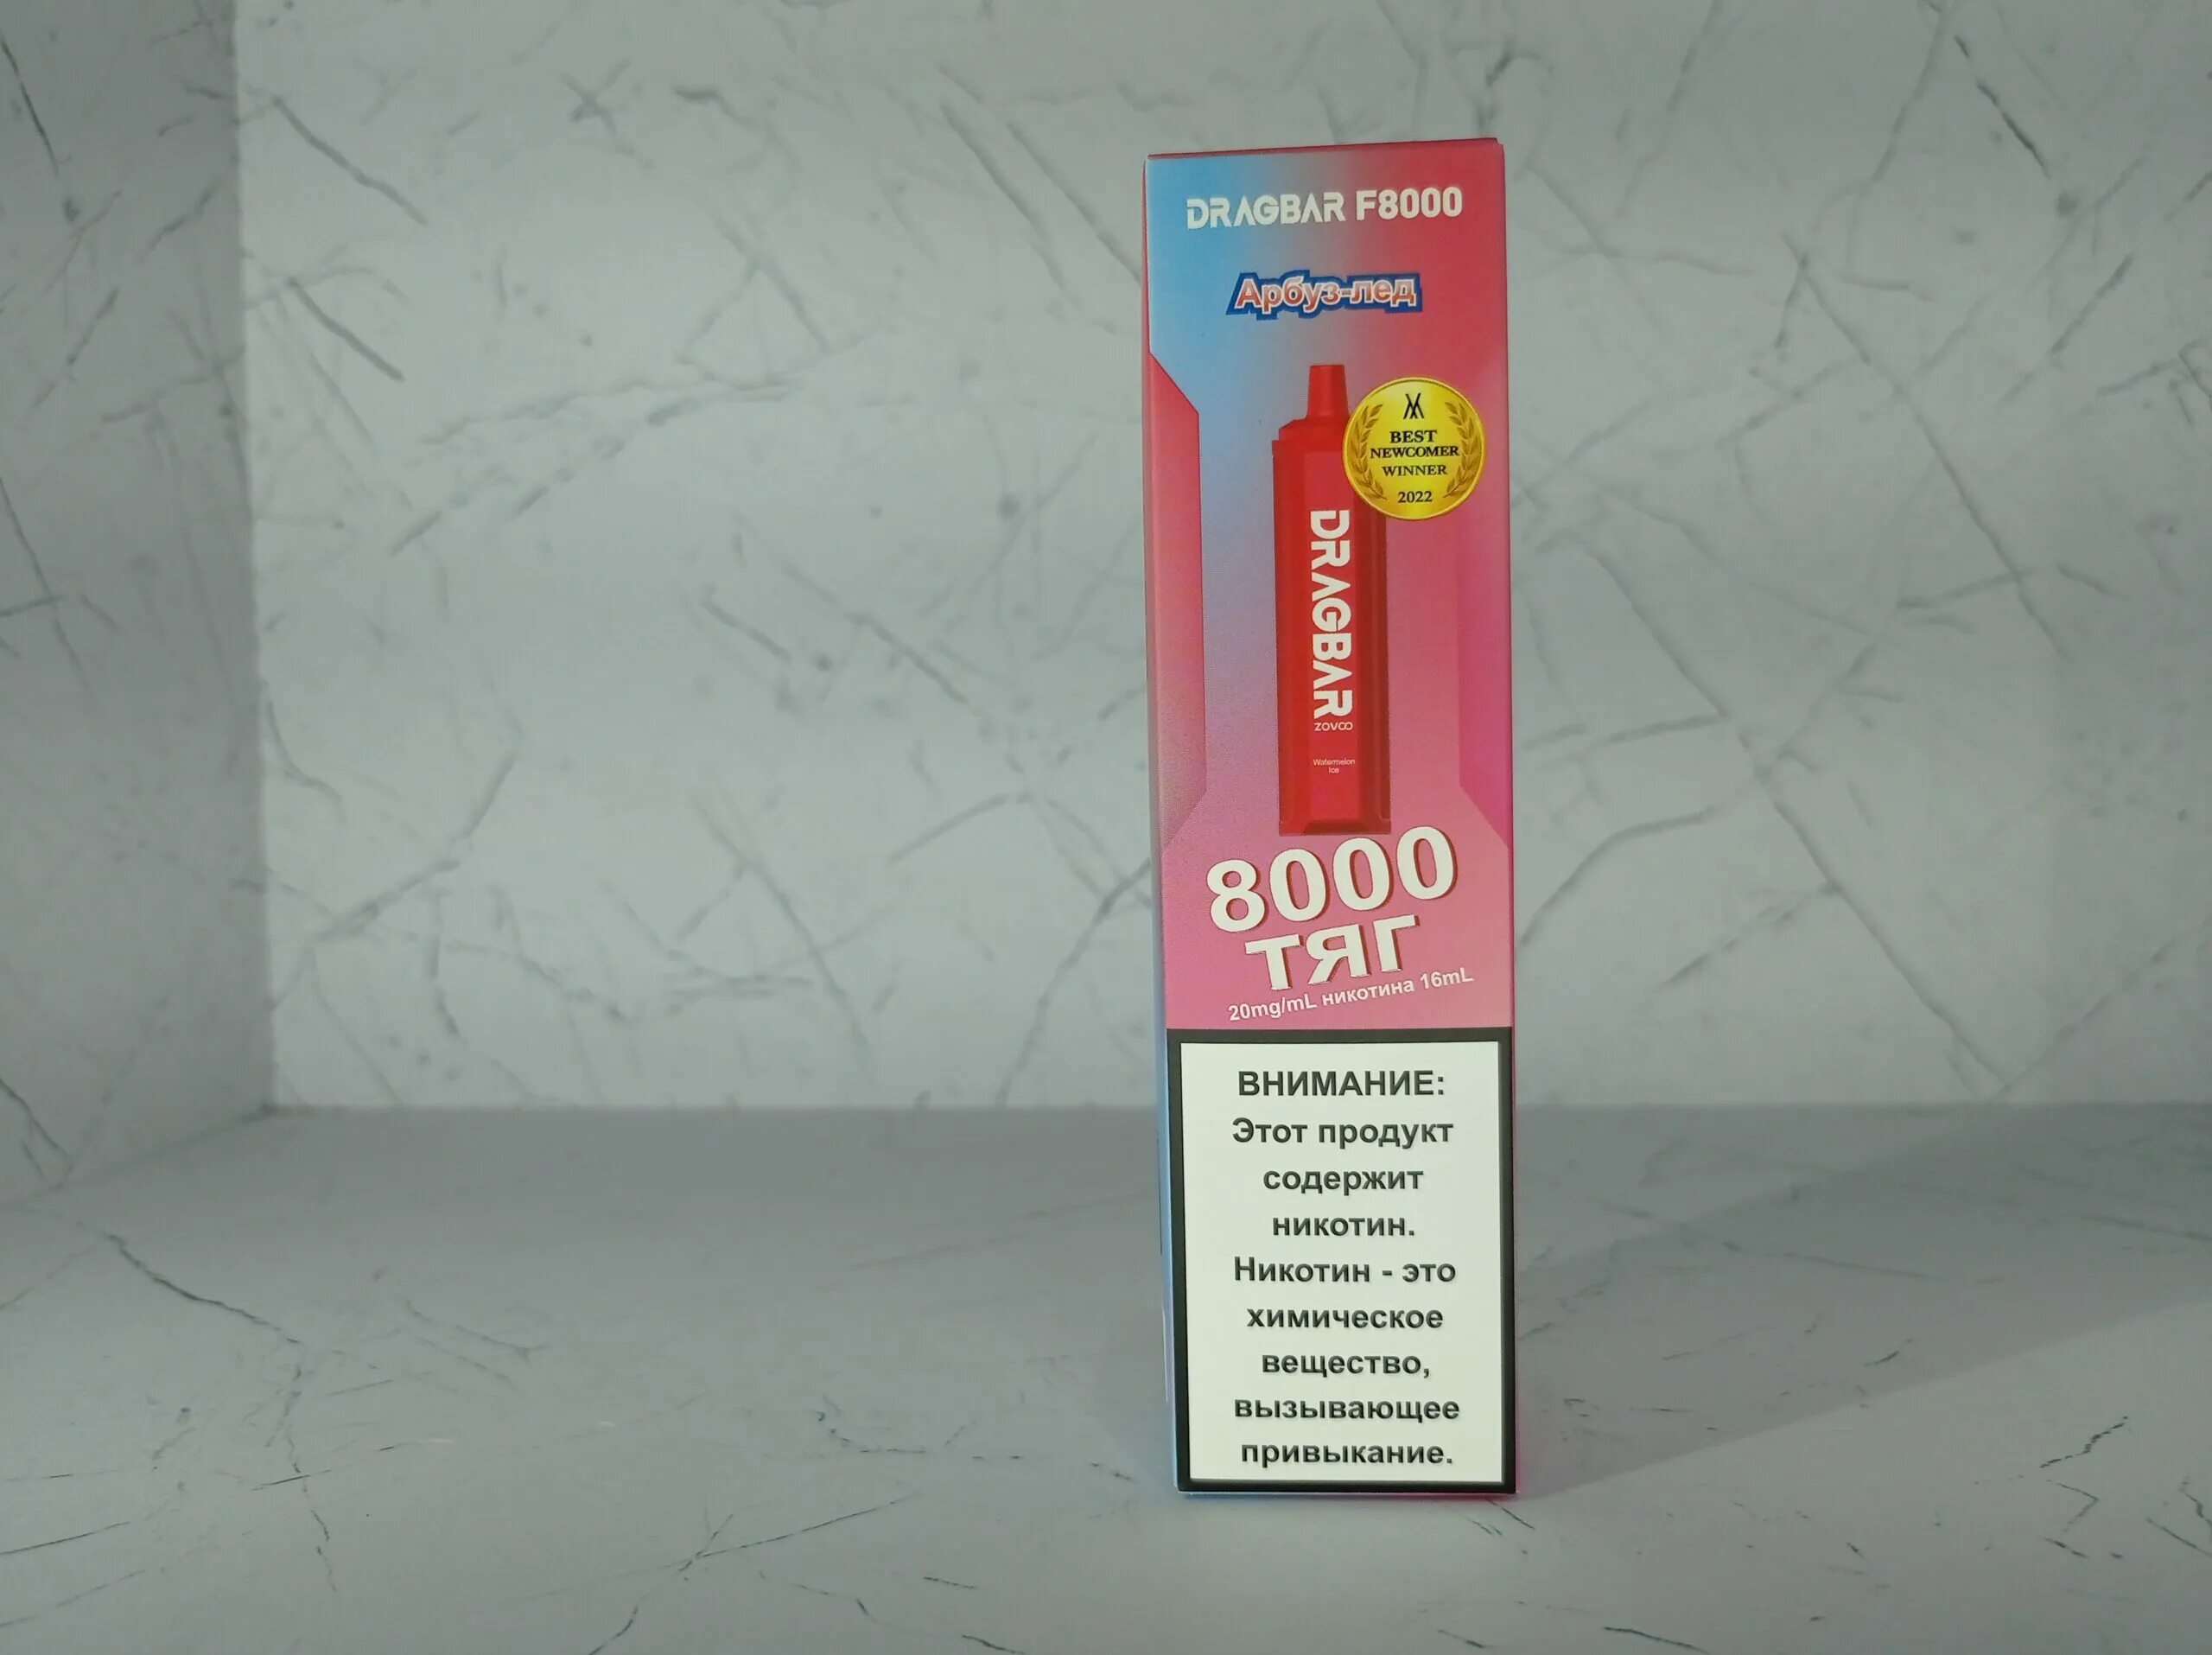 DRAGBAR F8000
Арбуз-лед
BEST
NEWCOMER
WINNER
2022
DRAGBAR
ZOVOO
Watermelon
Ice
8000
ТЯГ
20mg/mL никотина 16mL
ВНИМАНИЕ:
Этот продукт
содержит
никотин.
Никотин - это
химическое
вещество,
вызывающее
привыкание.